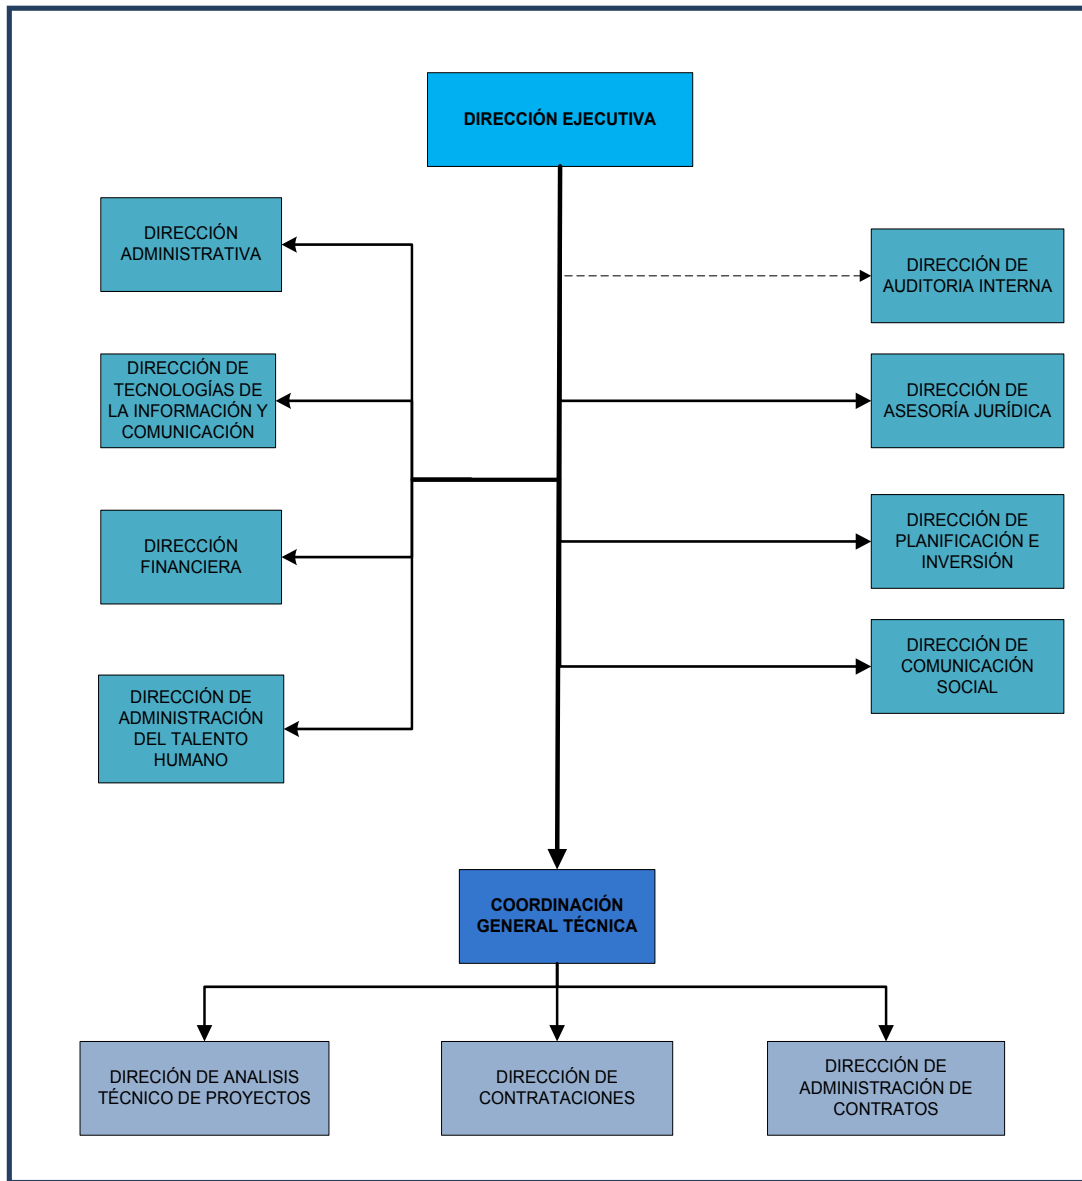 DIRECCIÓN EJECUTIVA
DIRECCIÓN
ADMINISTRATIVA
DIRECCIÓN DE
AUDITORIA INTERNA
DIRECCIÓN DE
TECNOLOGÍAS DE
LA INFORMACIÓN Y
COMUNICACIÓN
DIRECCIÓN DE
ASESORÍA JURÍDICA
DIRECCIÓN
FINANCIERA
DIRECCIÓN DE
PLANIFICACIÓN E
INVERSIÓN
DIRECCIÓN DE
ADMINISTRACIÓN
DEL TALENTO
HUMANO
DIRECCIÓN DE
COMUNICACIÓN
SOCIAL
COORDINACIÓN
GENERAL TÉCNICA
DIRECIÓN DE ANALISIS
TÉCNICO DE PROYECTOS
DIRECCIÓN DE
CONTRATACIONES
DIRECCIÓN DE
ADMINISTRACIÓN DE
CONTRATOS